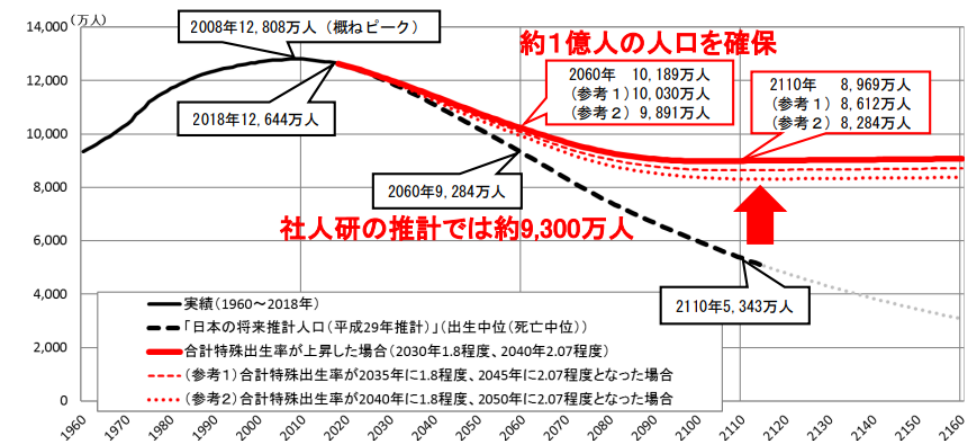 (万人)
14,000
12,000
10,000
8,000
6,000
4,000
2,000
0
2008年12,808万人（概ねピーク）
2018年12,644万人
約１億人の人口を確保
2060年　10,189万人
（参考１）10,030万人
（参考２） 9,891万人
2110年　8,969万人
（参考１）8,612万人
（参考２）8,284万人
2060年9,284万人
社人研の推計では約9,300万人
2110年5,343万人
実績（1960～2018年）
「日本の将来推計人口（平成29年推計）」（出生中位（死亡中位））
合計特殊出生率が上昇した場合（2030年1.8程度、2040年2.07程度）
（参考１）合計特殊出生率が2035年に1.8程度、2045年に2.07程度となった場合
（参考２）合計特殊出生率が2040年に1.8程度、2050年に2.07程度となった場合
1960 1970 1980 1990 2000 2010 2020 2030 2040 2050 2060 2070 2080 2090 2100 2110 2120 2130 2140 2150 2160